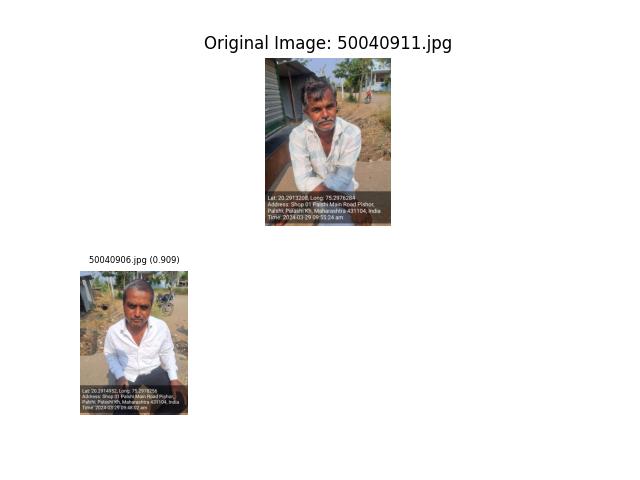 Original Image: 50040911.jpg
Lat: 20.2913208, Long: 75.2976284
Address: Shop 01 Palshi Main Road Pishor,
Palshi, Palashi Kh, Maharashtra 431104, India
Time: 2024-03-29 09:55:24 am
50040906.jpg (0.909)
Lat: 20.2914952, Long: 75.2978256
Address: Shop 01 Palshi Main Road Pishor,
Palshi, Palashi Kh, Maharashtra 431104, India
Time: 2024-03-29 09:48:02 am